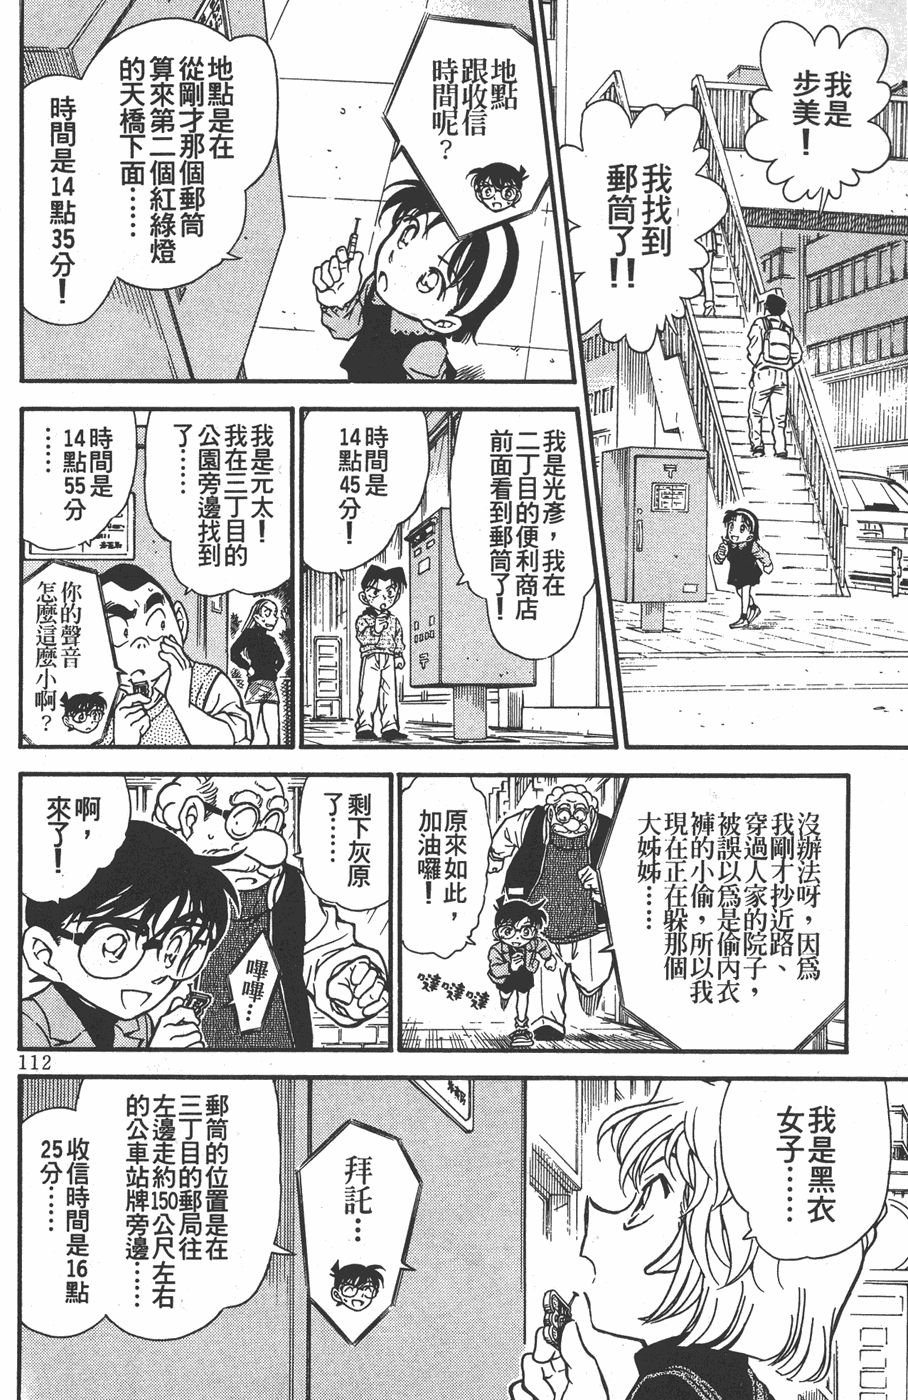 我是
步美！
我找到
郵筒了!!
地點
跟收信
時間呢？
地點是在
從剛才那個郵筒
算來第二個紅綠燈
的天橋下面……
時間是14點35分！
我是光彥，我在
二丁目的便利商店
前面看到郵筒了！
時間是
14點45分！
我是元太！
我在三丁目的
公園旁邊找到
了……
時間是
14點55分
……
你的聲音
怎麼這麼小啊？
沒辦法呀，因為
我剛才抄近路、
穿過人家的院子，
被誤以為是偷內衣
褲的小偷，所以我
現在正在躲那個
大姊姊……
原來如此，
加油囉！
噠噠噠
剩下灰原
了……
嗶嗶…
啊，
來了！
112
我是黑衣
女子……
拜託…
郵筒的位置是在
三丁目的郵局往
左邊走約150公尺左右
的公車站牌旁邊……
收信時間是16點
25分……